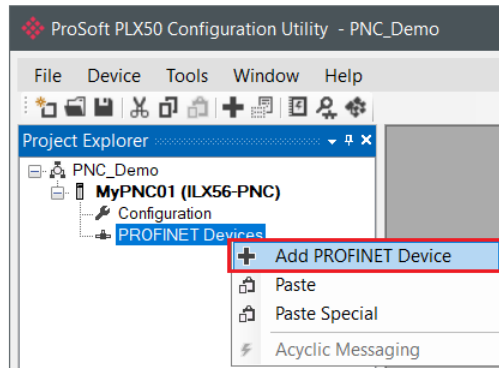 ProSoft PLX50 Configuration Utility - PNC_Demo
File Device Tools Window Help
Project Explorer
PNC_Demo
MyPNC01 (ILX56-PNC)
Configuration
PROFINET Devices
Add PROFINET Device
Paste
Paste Special
Acyclic Messaging